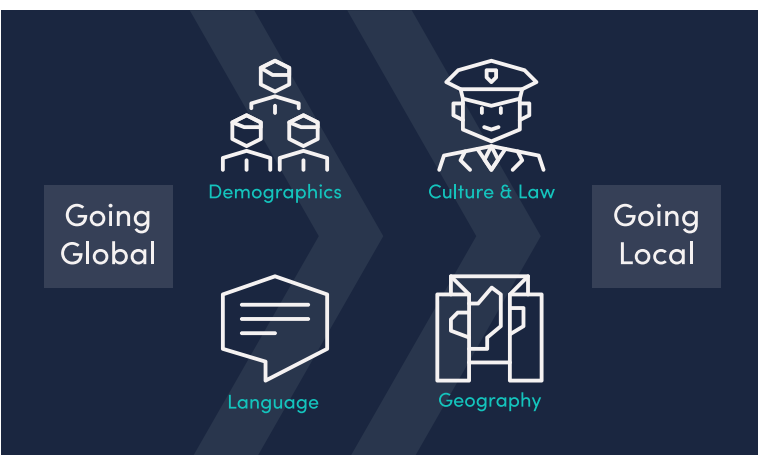 Demographics
Culture & Law
Going
Global
Going
Local
Language
Geography